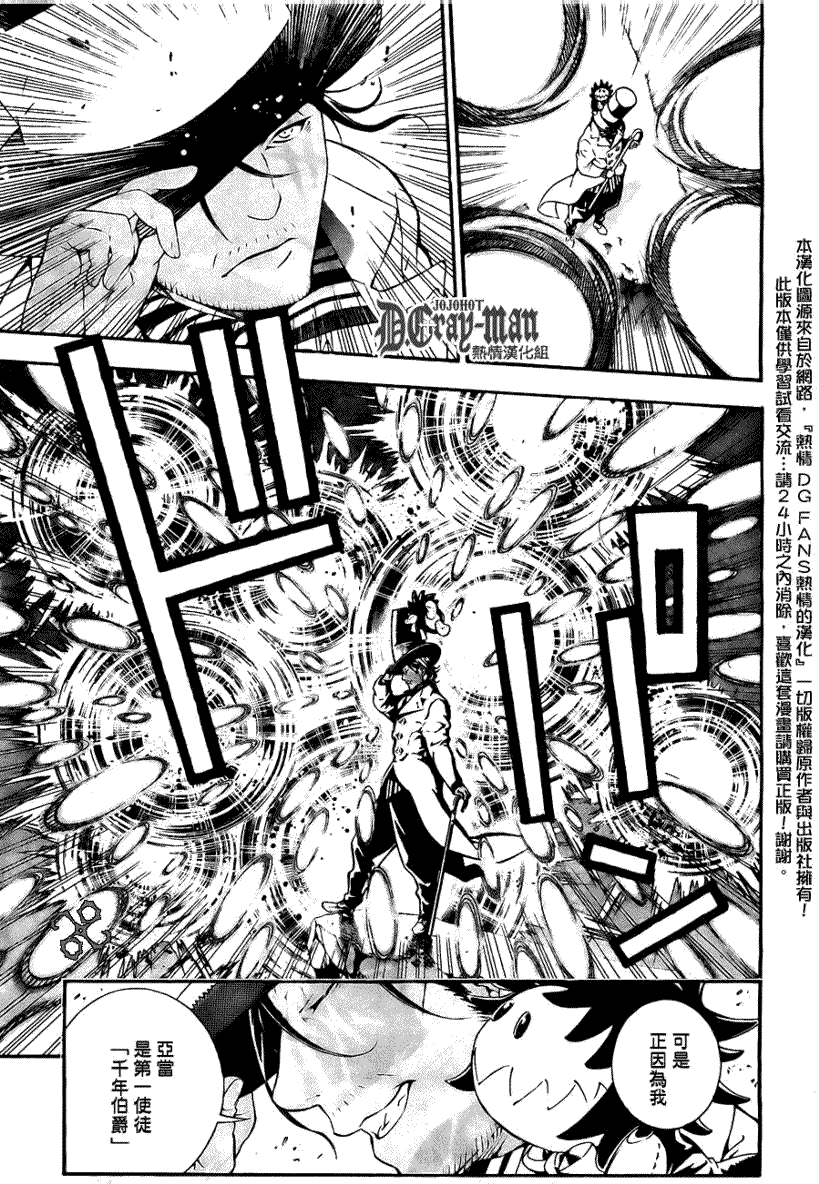 JOJOHOT
D.Gray-man
熱情漢化組
ドドロ
可是
正因為我
亞當
是第一使徒
「千年伯爵」
本漢化圖源來自於網路，『熱情DG FANS熱情的漢化』一切版權歸原作者與出版社擁有！
此版本僅供學習試看交流…請24小時之內消除，喜歡這套漫畫請購買正版！謝謝。